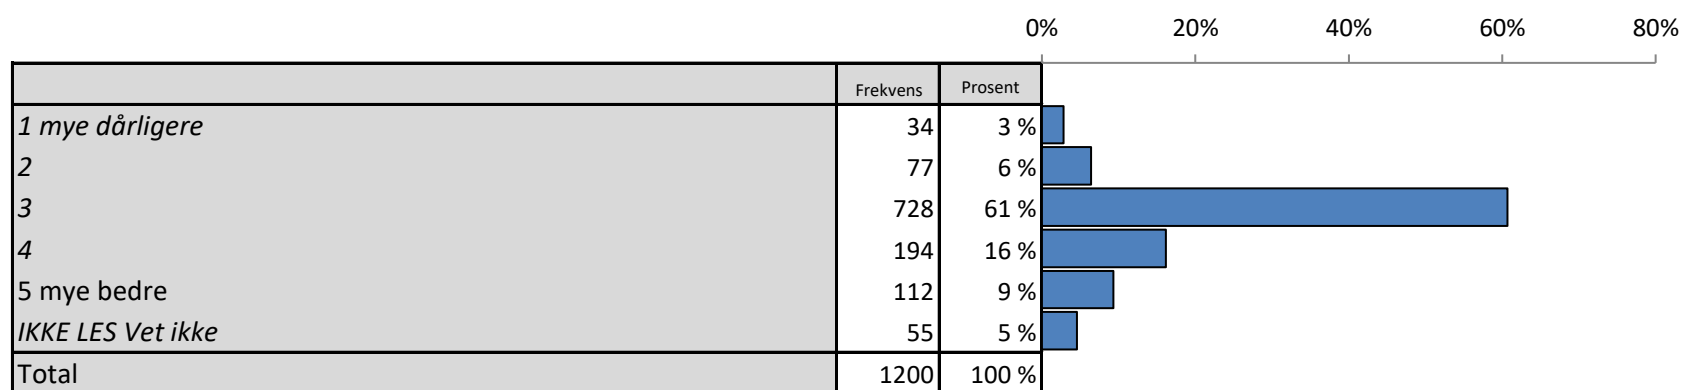 0% 20% 40% 60% 80%
Frekvens Prosent
1 mye dårligere 34 3 %
2 77 6 %
3 728 61 %
4 194 16 %
5 mye bedre 112 9 %
IKKE LES Vet ikke 55 5 %
Total 1200 100 %